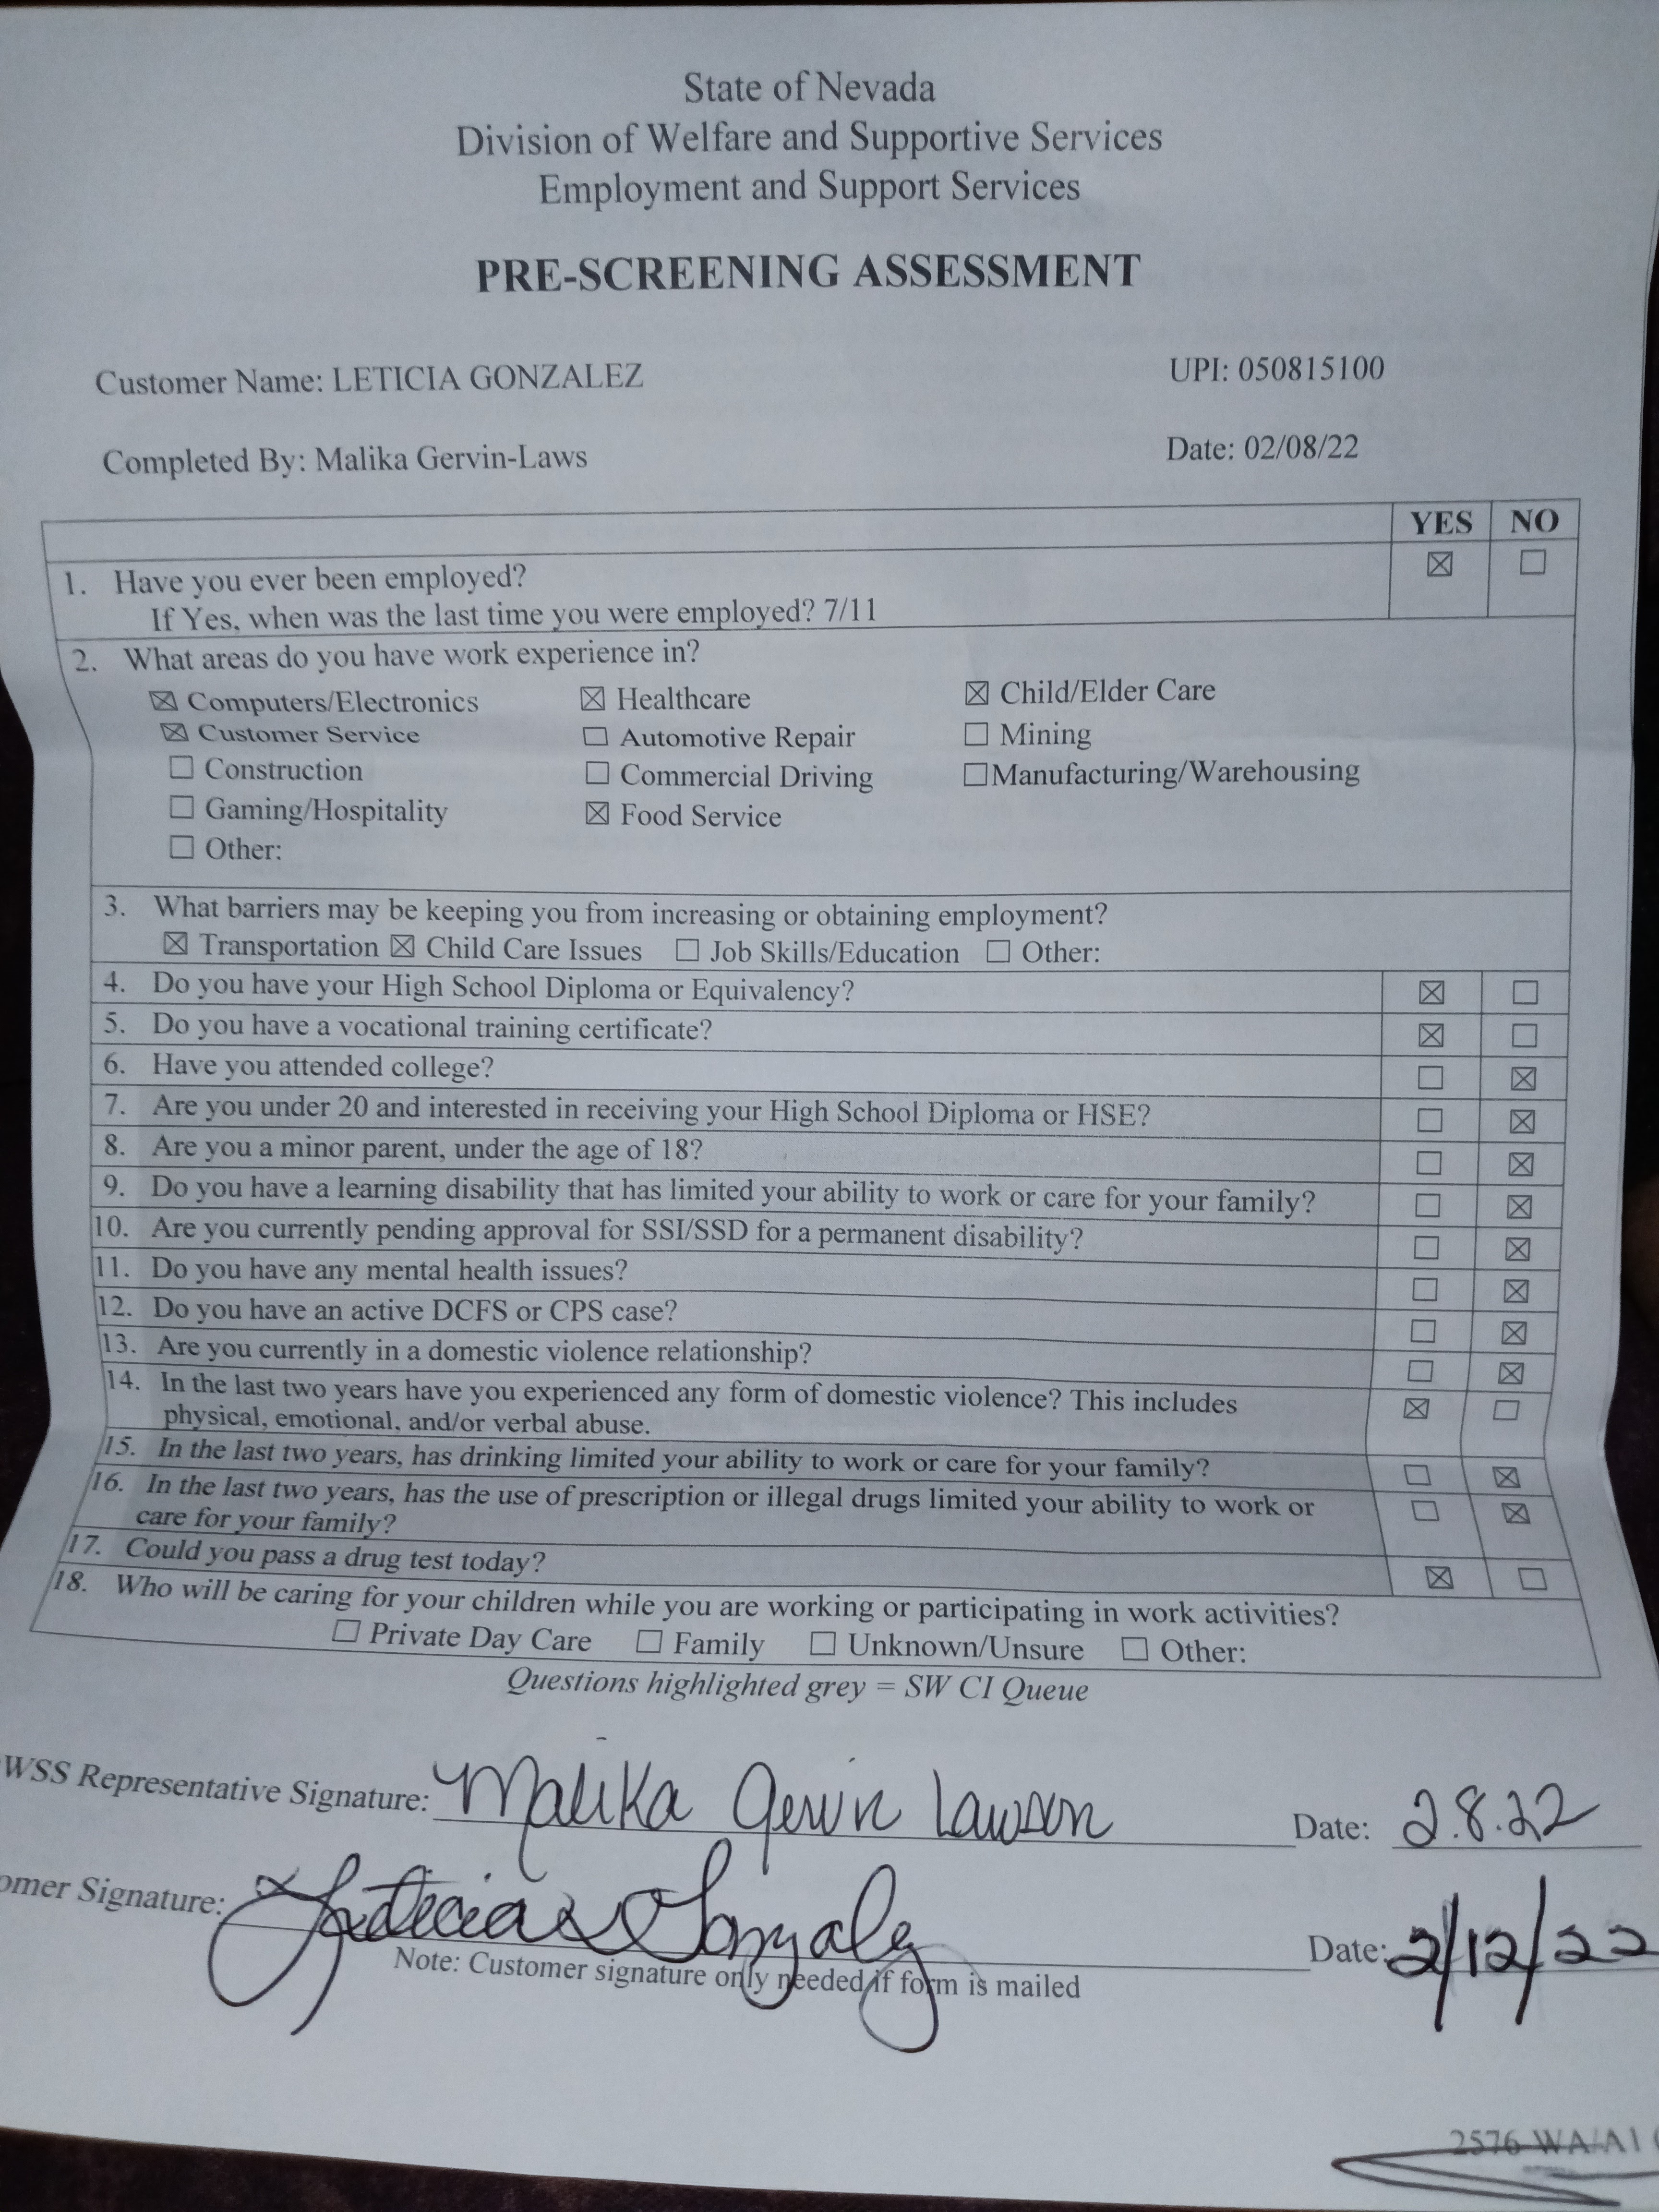 State of Nevada
Division of Welfare and Supportive Services
Employment and Support Services
PRE-SCREENING ASSESSMENT
Customer Name: LETICIA GONZALEZ UPI: 050815100
Completed By: Malika Gervin-Laws Date: 02/08/22
YES NO
1. Have you ever been employed? ☒ ☐
If Yes, when was the last time you were employed? 7/11
2. What areas do you have work experience in?
☒ Computers/Electronics ☒ Healthcare ☒ Child/Elder Care
☒ Customer Service ☐ Automotive Repair ☐ Mining
☐ Construction ☐ Commercial Driving ☐Manufacturing/Warehousing
☐ Gaming/Hospitality ☒ Food Service
☐ Other:
3. What barriers may be keeping you from increasing or obtaining employment?
☒ Transportation ☒ Child Care Issues ☐ Job Skills/Education ☐ Other:
4. Do you have your High School Diploma or Equivalency? ☒ ☐
5. Do you have a vocational training certificate? ☒ ☐
6. Have you attended college? ☐ ☒
7. Are you under 20 and interested in receiving your High School Diploma or HSE? ☐ ☒
8. Are you a minor parent, under the age of 18? ☐ ☒
9. Do you have a learning disability that has limited your ability to work or care for your family? ☐ ☒
10. Are you currently pending approval for SSI/SSD for a permanent disability? ☐ ☒
11. Do you have any mental health issues? ☐ ☒
12. Do you have an active DCFS or CPS case? ☐ ☒
13. Are you currently in a domestic violence relationship? ☐ ☒
14. In the last two years have you experienced any form of domestic violence? This includes ☒ ☐
physical, emotional, and/or verbal abuse.
15. In the last two years, has drinking limited your ability to work or care for your family? ☐ ☒
16. In the last two years, has the use of prescription or illegal drugs limited your ability to work or ☐ ☒
care for your family?
17. Could you pass a drug test today? ☒ ☐
18. Who will be caring for your children while you are working or participating in work activities?
☐ Private Day Care ☐ Family ☐ Unknown/Unsure ☐ Other:
Questions highlighted grey = SW CI Queue
WSS Representative Signature: Malika Gervin Lawson Date: 2.8.22
omer Signature: Leticia Gonzalez Date: 2/12/22
Note: Customer signature only needed if form is mailed
2576 WA/A1